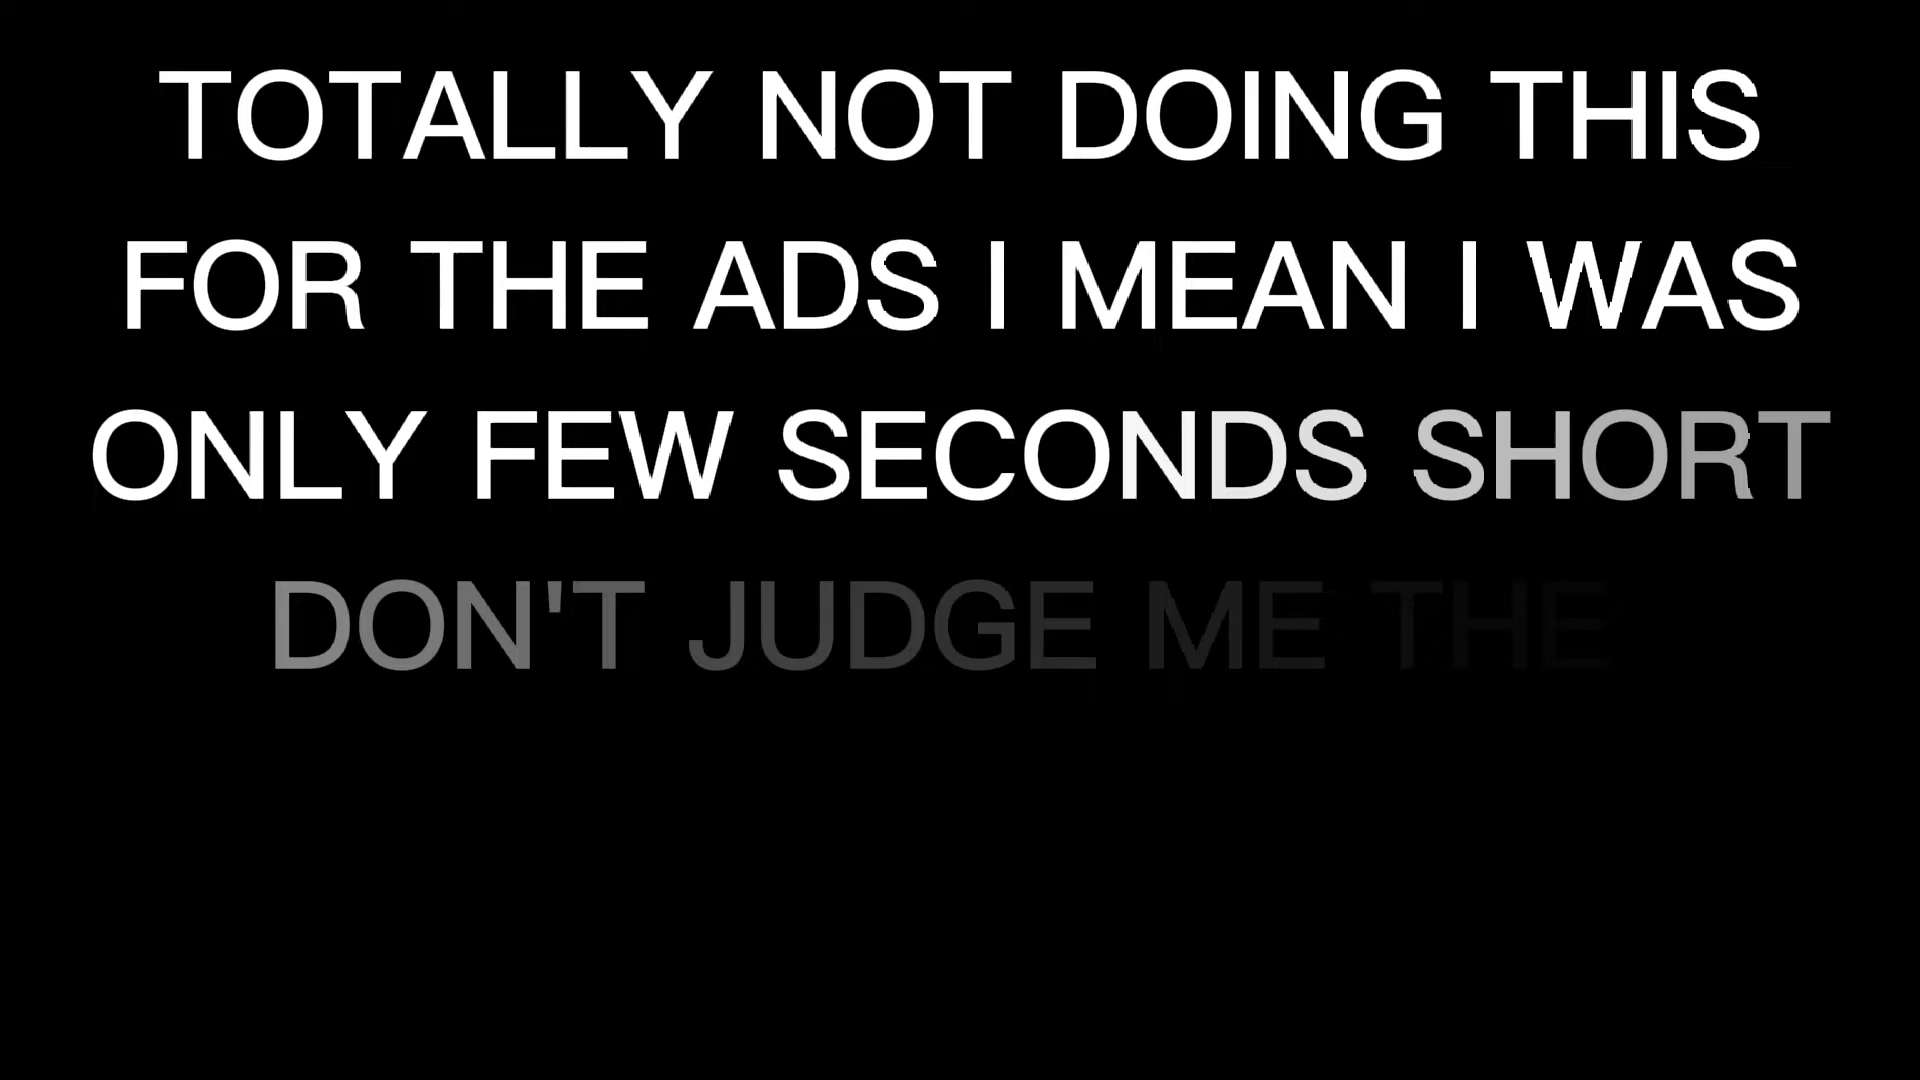 TOTALLY NOT DOING THIS
FOR THE ADS I MEAN I WAS
ONLY FEW SECONDS SHORT
DON'T JUDGE ME THE